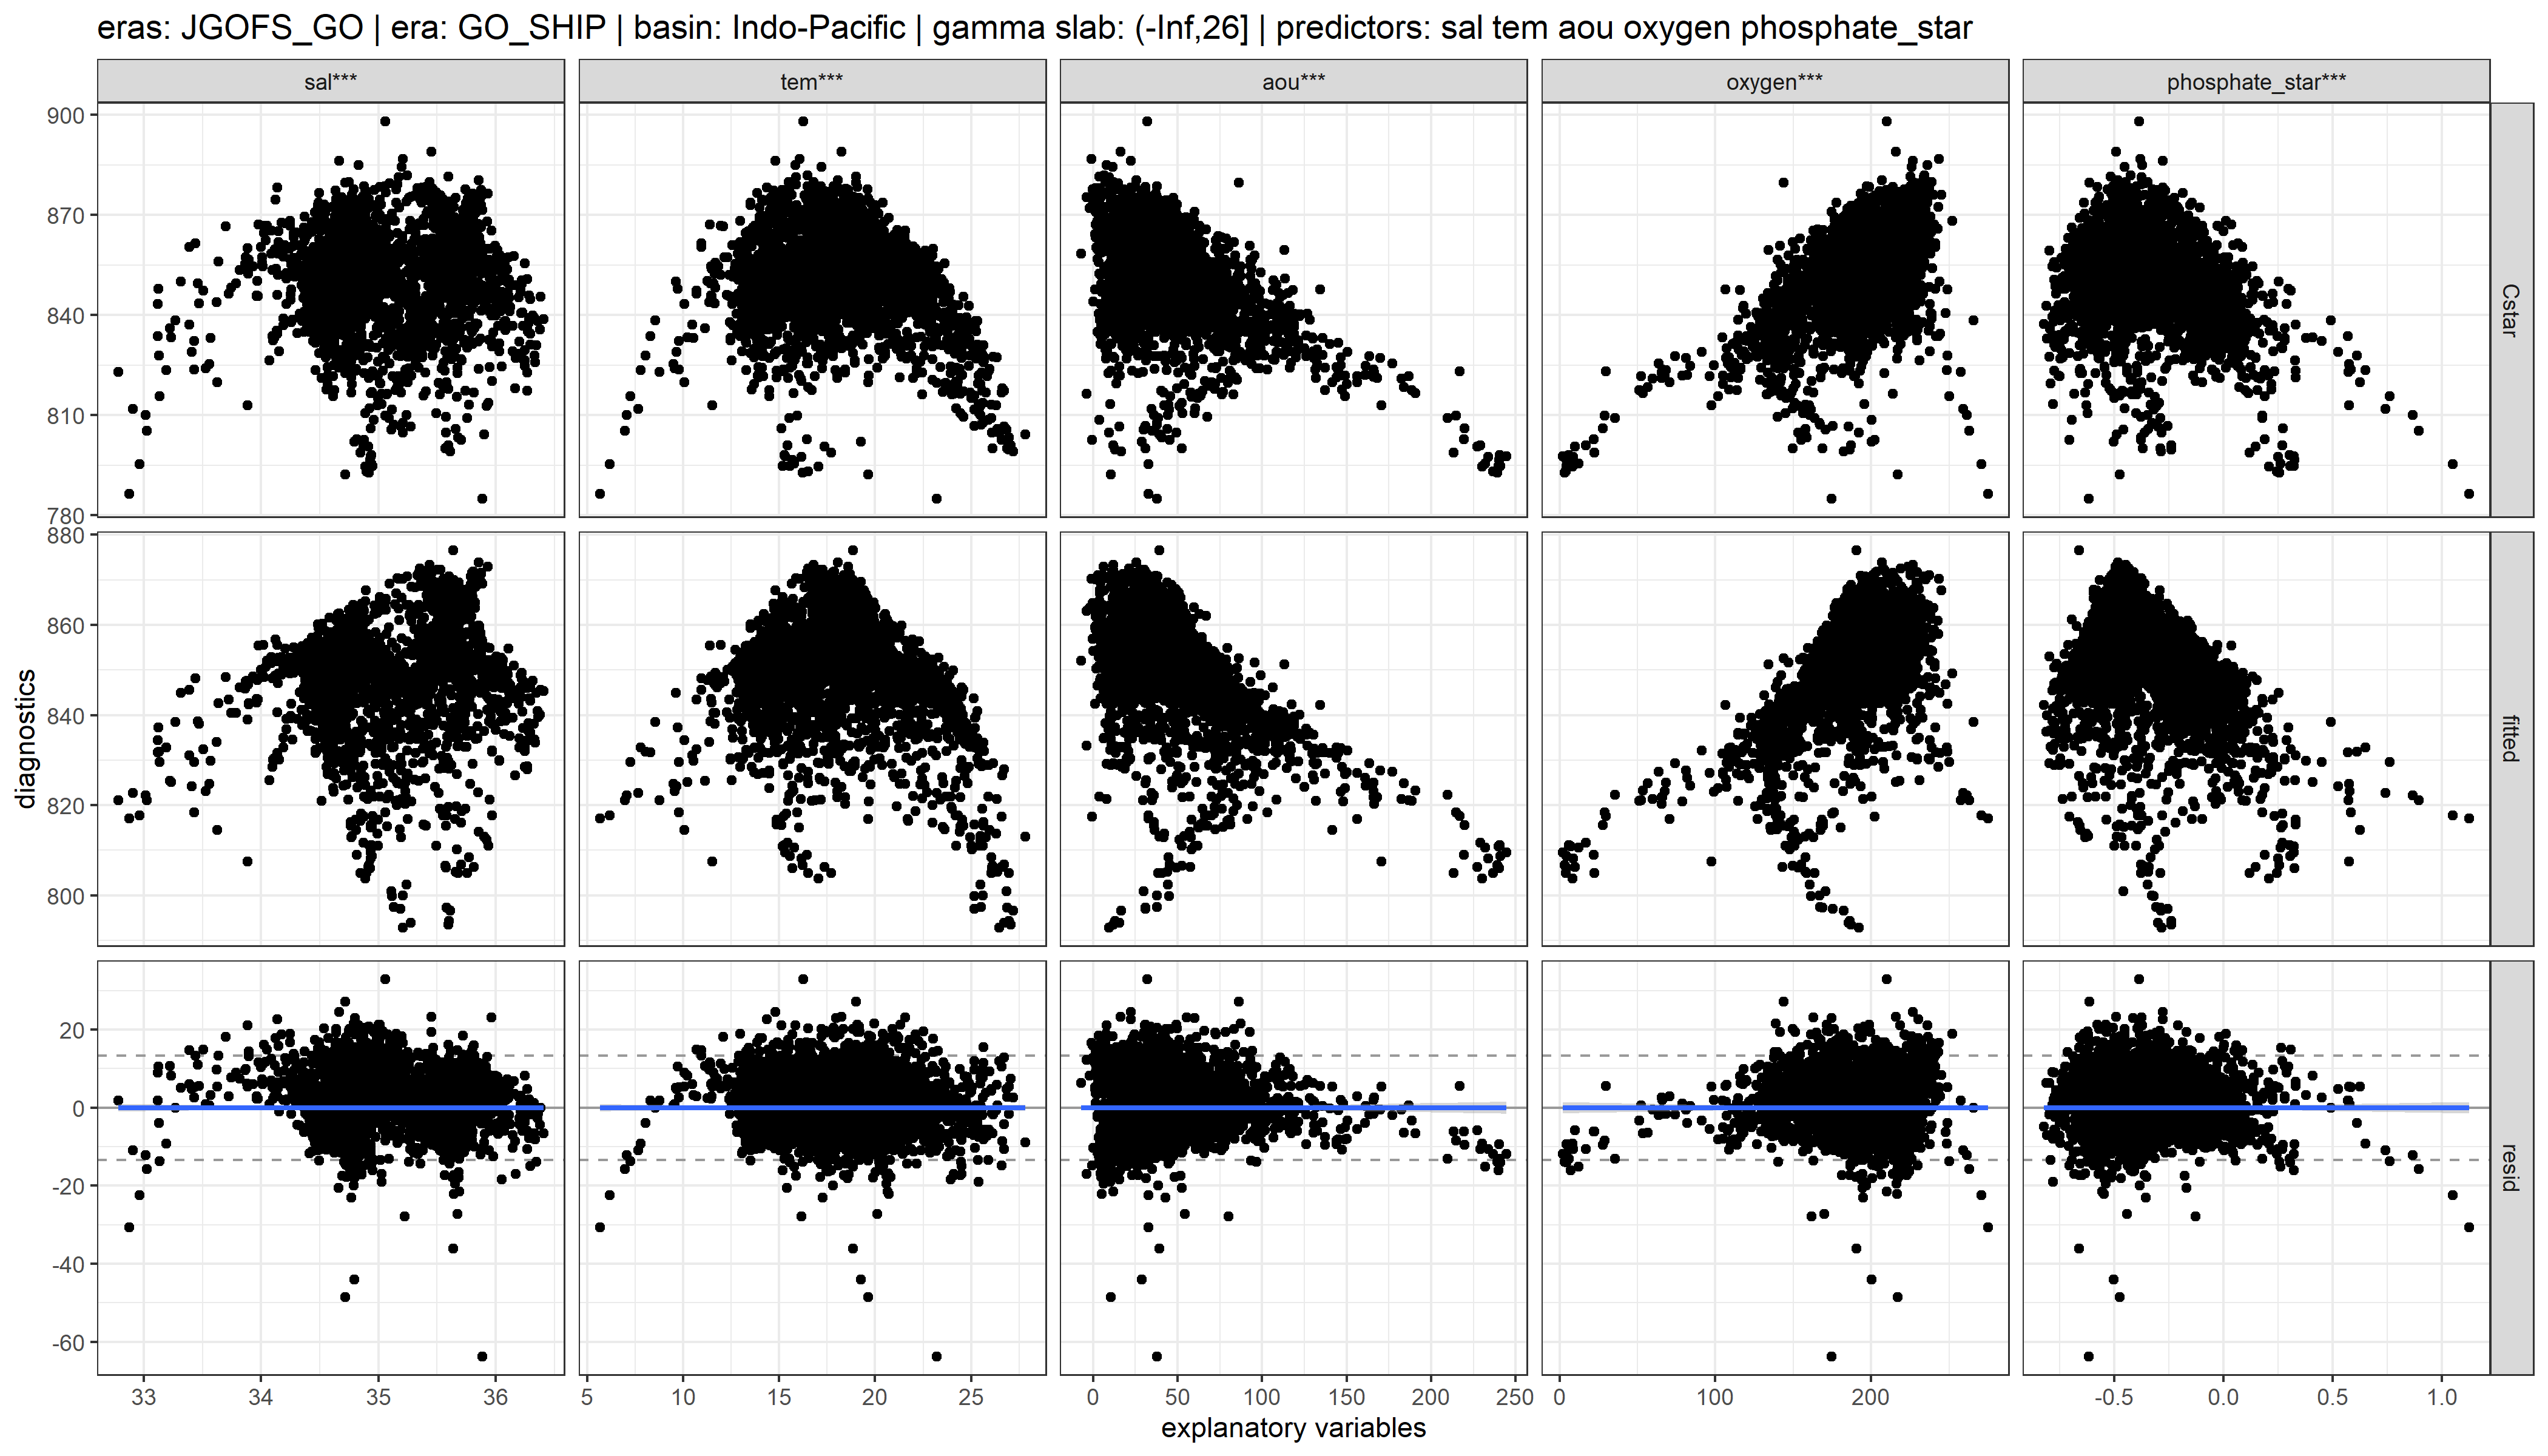 eras: JGOFS_GO | era: GO_SHIP | basin: Indo-Pacific | gamma slab: (-Inf,26] | predictors: sal tem aou oxygen phosphate_star
sal*** tem*** aou*** oxygen*** phosphate_star***
900
870
840
810
780
Cstar
880
860
840
820
800
fitted
diagnostics
20
0
-20
-40
-60
resid
33 34 35 36 5 10 15 20 25 0 50 100 150 200 250 0 100 200 -0.5 0.0 0.5 1.0
explanatory variables